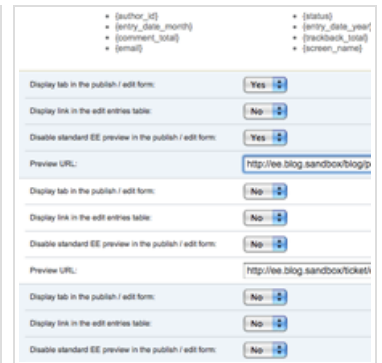 {author_id} {status}
{entry_date_month} {entry_date_year
{comment_total} {trackback_total}
{email} {screen_name}
Display tab in the publish / edit form: Yes
Display link in the edit entries table: No
Disable standard EE preview in the publish / edit form: Yes
Preview URL: http://ee.blog.sandbox/blog/p
Display tab in the publish / edit form: No
Display link in the edit entries table: No
Disable standard EE preview in the publish / edit form: No
Preview URL: http://ee.blog.sandbox/ticket/
Display tab in the publish / edit form: No
Display link in the edit entries table: No
Disable standard EE preview in the publish / edit form: No